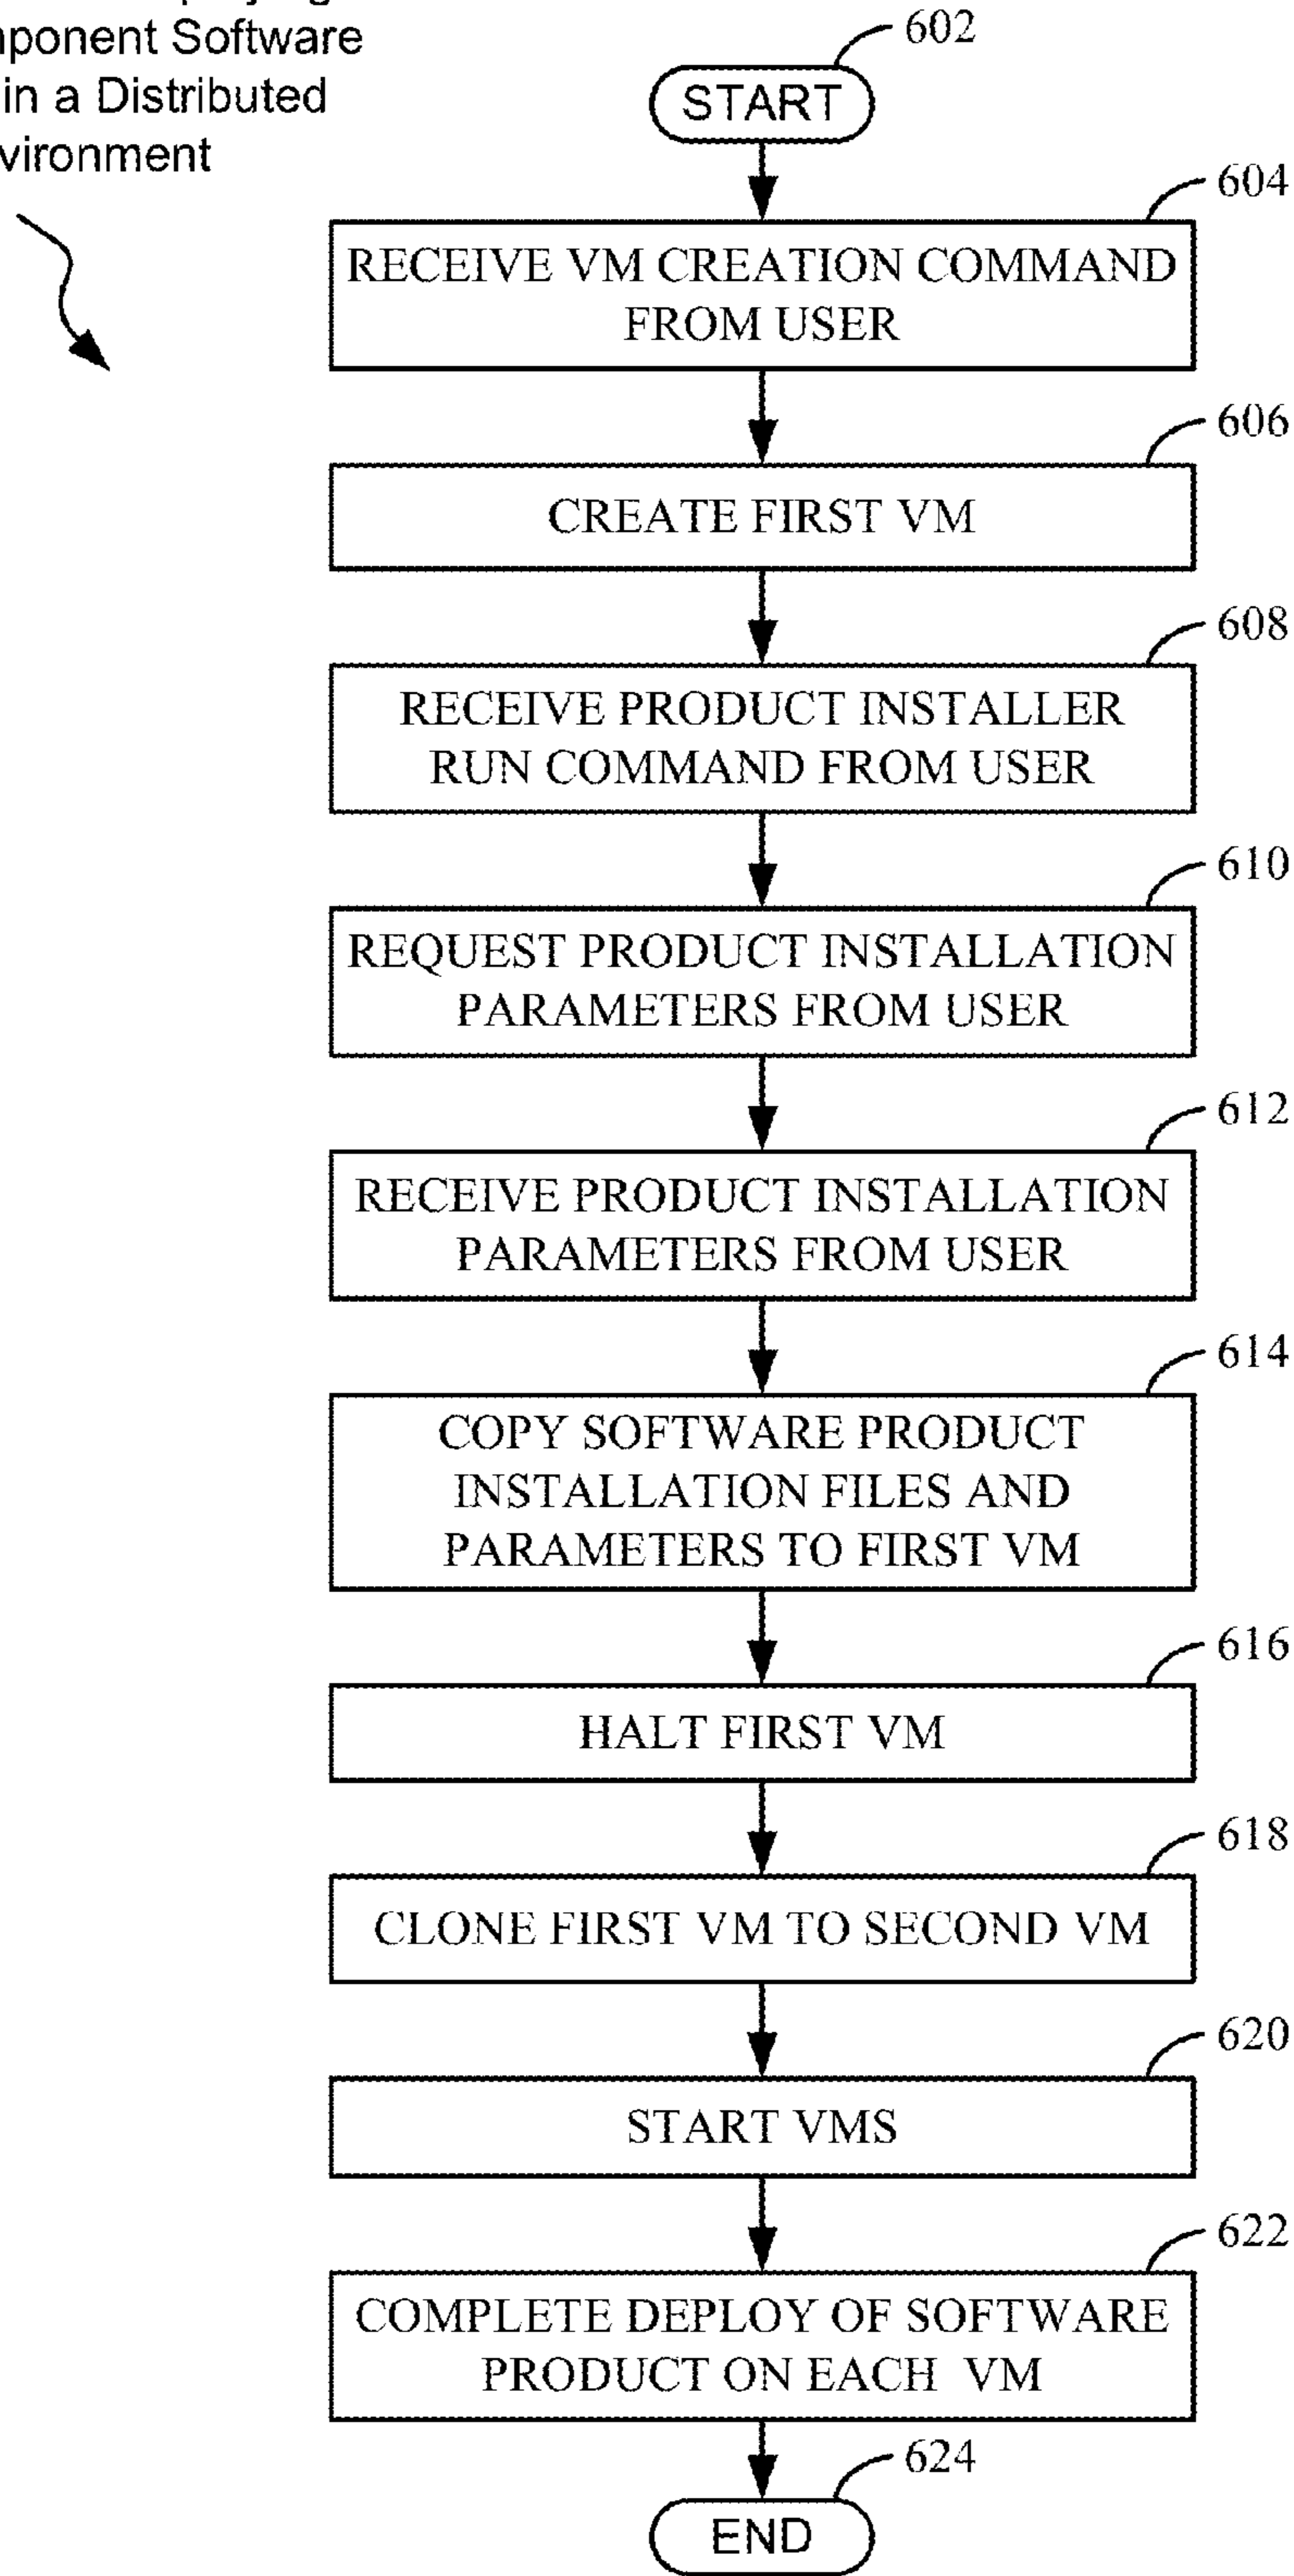 mponent Software
in a Distributed
vironment
602
START
604
RECEIVE VM CREATION COMMAND
FROM USER
606
CREATE FIRST VM
608
RECEIVE PRODUCT INSTALLER
RUN COMMAND FROM USER
610
REQUEST PRODUCT INSTALLATION
PARAMETERS FROM USER
612
RECEIVE PRODUCT INSTALLATION
PARAMETERS FROM USER
614
COPY SOFTWARE PRODUCT
INSTALLATION FILES AND
PARAMETERS TO FIRST VM
616
HALT FIRST VM
618
CLONE FIRST VM TO SECOND VM
620
START VMS
622
COMPLETE DEPLOY OF SOFTWARE
PRODUCT ON EACH VM
624
END